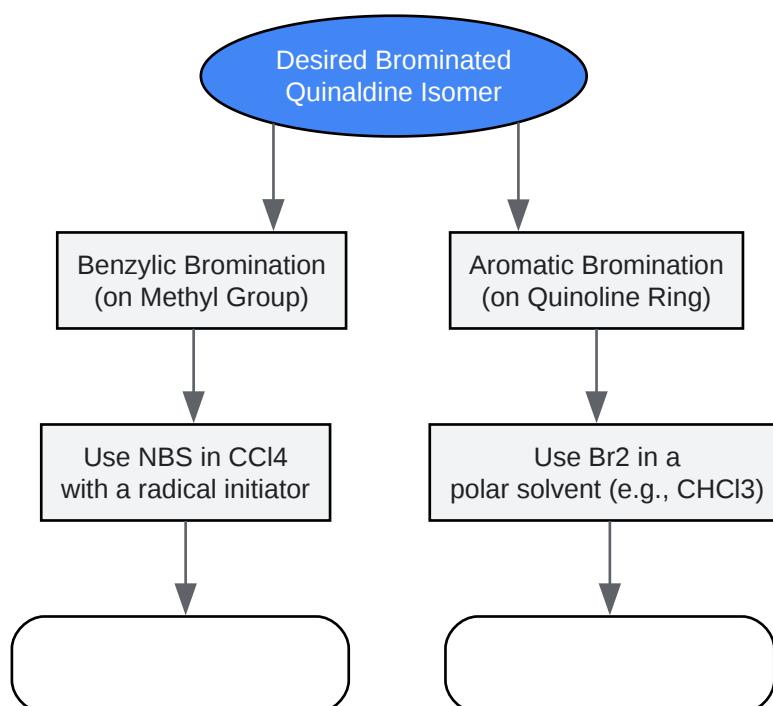 Desired Brominated
Quinaldine Isomer
Benzylic Bromination
(on Methyl Group)
Aromatic Bromination
(on Quinoline Ring)
Use NBS in CCl4
with a radical initiator
Use Br2 in a
polar solvent (e.g., CHCl3)